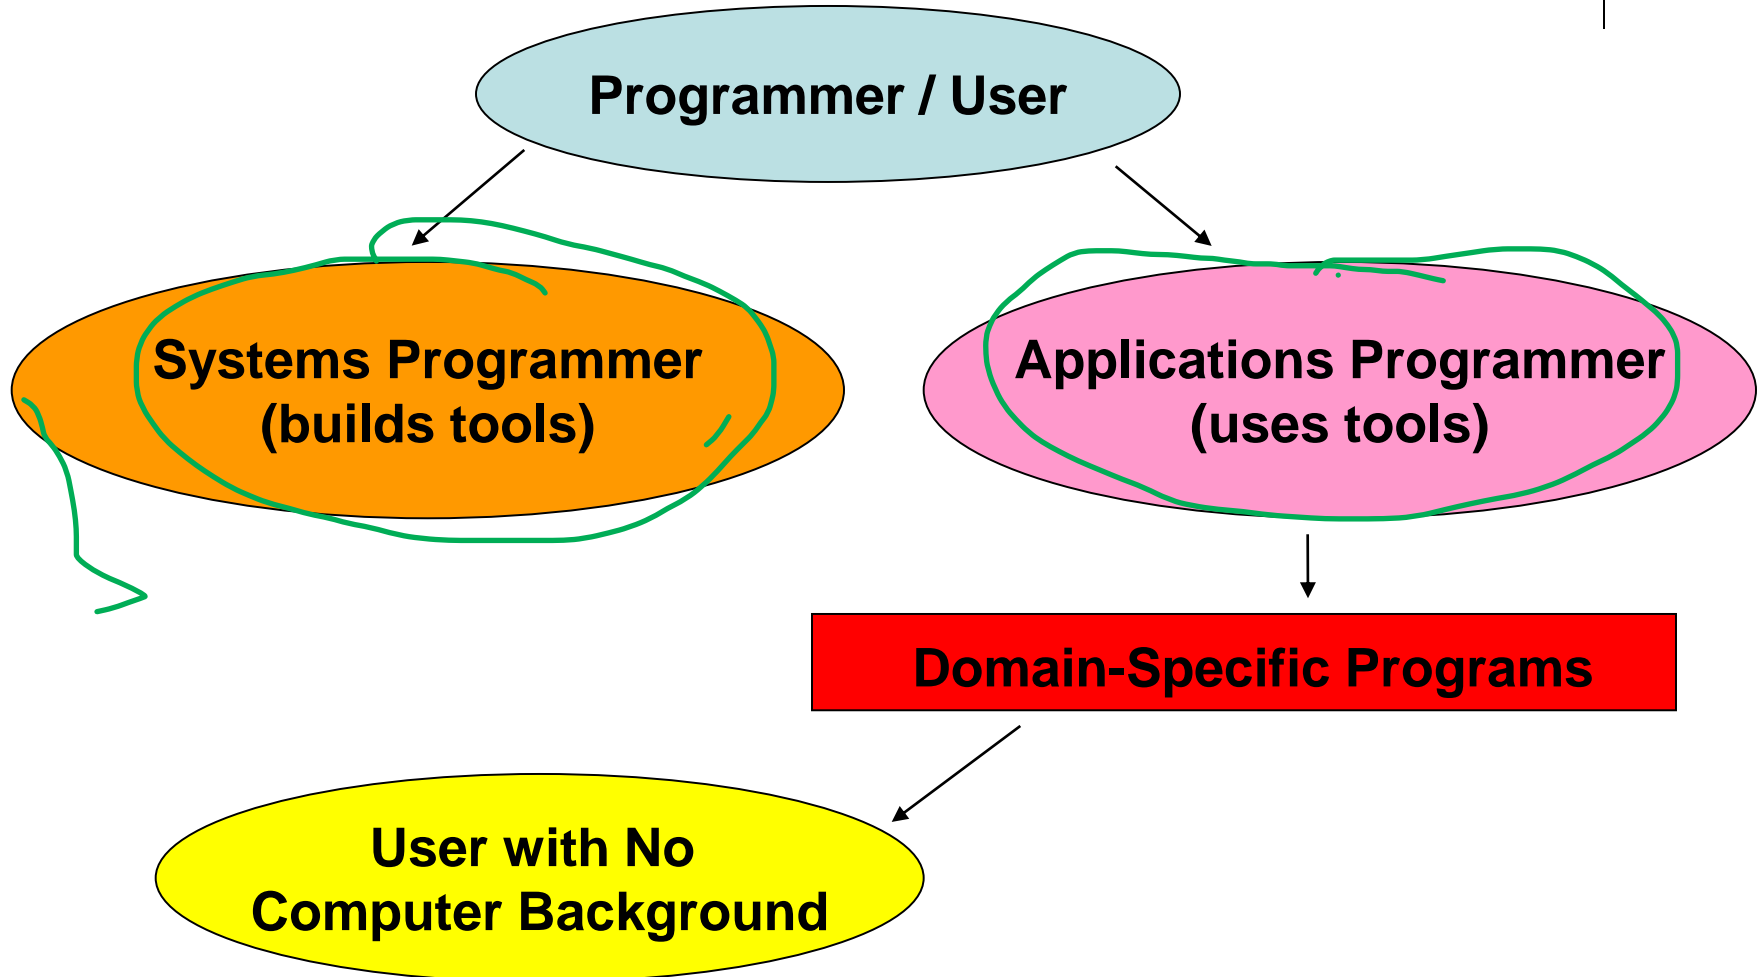 Programmer / User
Systems Programmer
(builds tools)
Applications Programmer
(uses tools)
Domain-Specific Programs
User with No
Computer Background